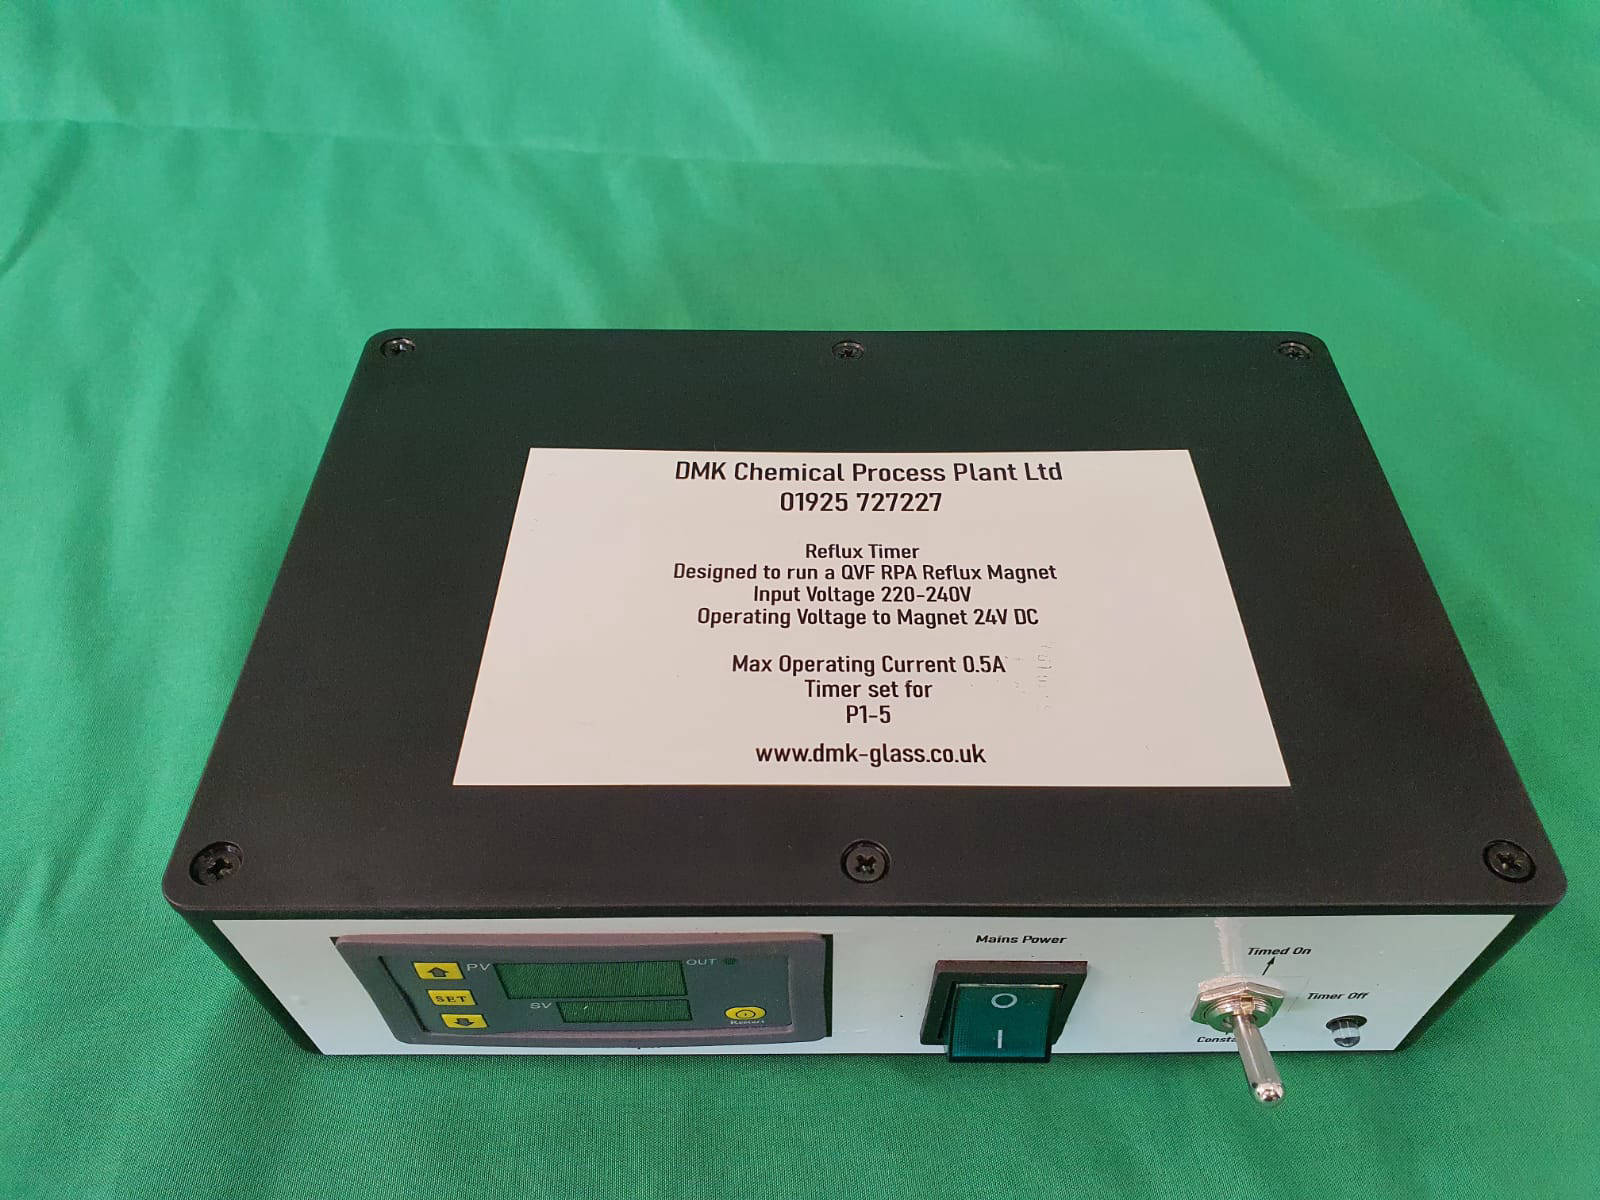 DMK Chemical Process Plant Ltd
01925 727227
Reflux Timer
Designed to run a QVF RPA Reflux Magnet
Input Voltage 220-240V
Operating Voltage to Magnet 24V DC
Max Operating Current 0.5A
Timer set for
P1-5
www.dmk-glass.co.uk
Mains Power
Timed On
Timer Off
PV
OUT
SET
SV
Restart
O
I